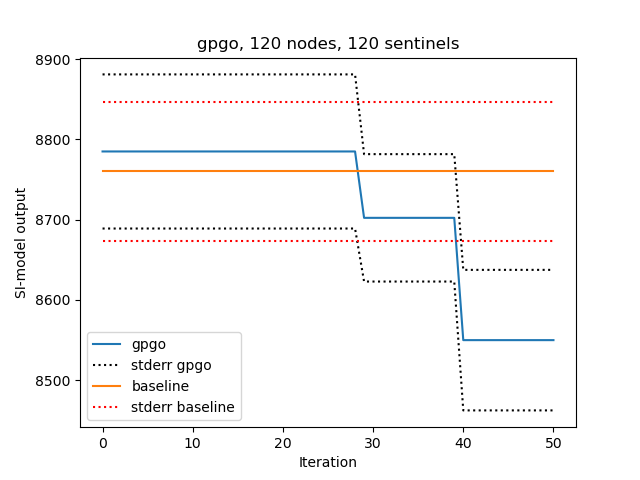 gpgo, 120 nodes, 120 sentinels
8900
8800
8700
8600
8500
SI-model output
gpgo
stderr gpgo
baseline
stderr baseline
0 10 20 30 40 50
Iteration